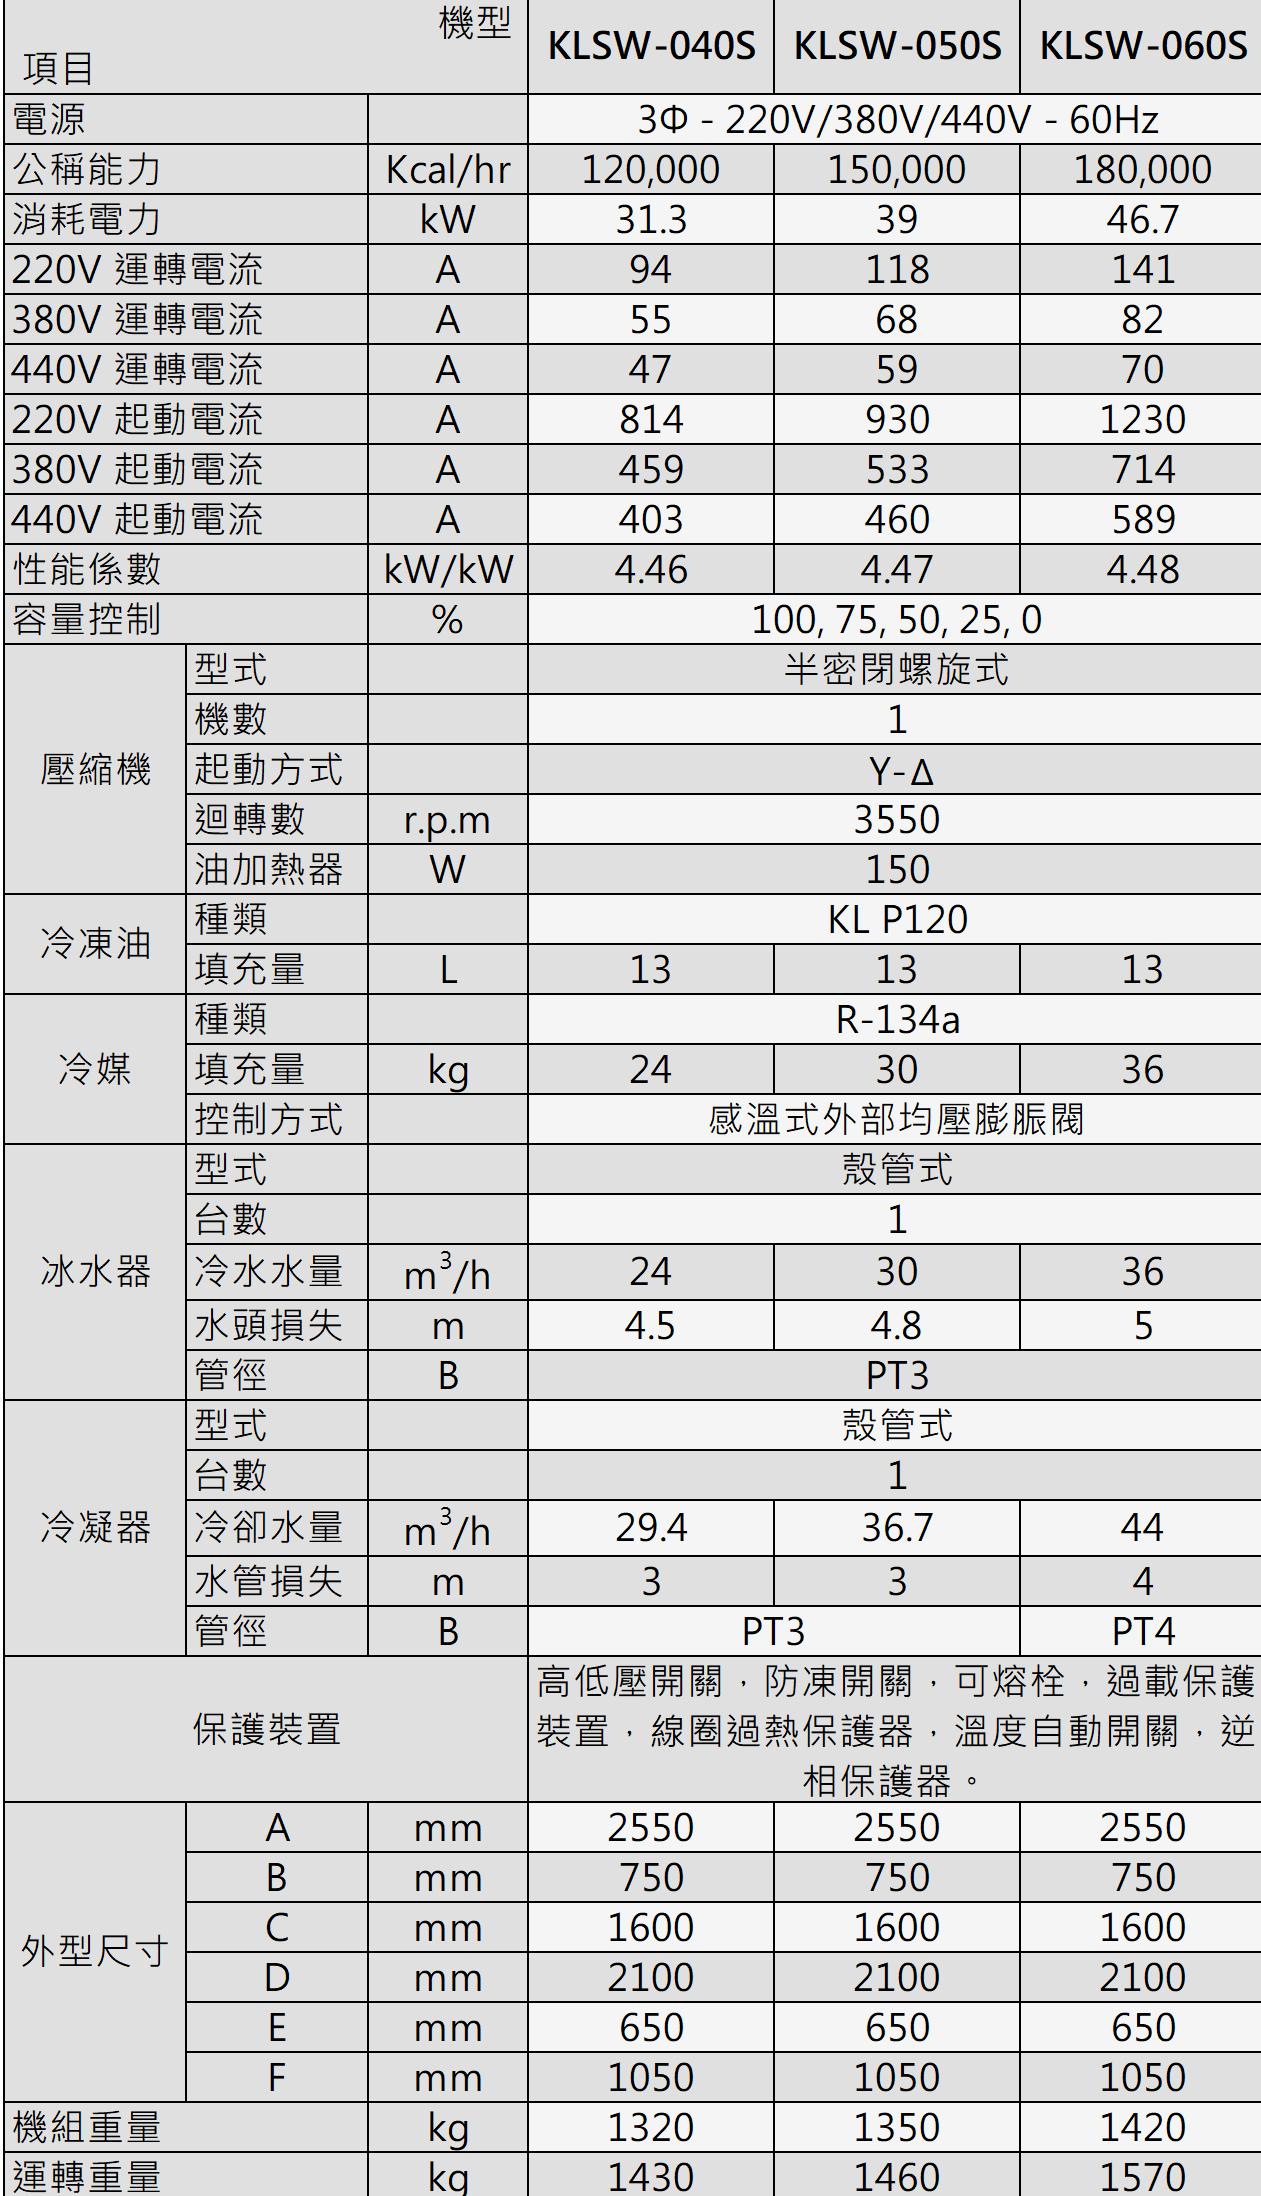 機型
項目
KLSW-040S KLSW-050S KLSW-060S
電源 3Φ - 220V/380V/440V - 60Hz
公稱能力 Kcal/hr 120,000 150,000 180,000
消耗電力 kW 31.3 39 46.7
220V 運轉電流 A 94 118 141
380V 運轉電流 A 55 68 82
440V 運轉電流 A 47 59 70
220V 起動電流 A 814 930 1230
380V 起動電流 A 459 533 714
440V 起動電流 A 403 460 589
性能係數 kW/kW 4.46 4.47 4.48
容量控制 % 100, 75, 50, 25, 0
壓縮機
型式 半密閉螺旋式
機數 1
起動方式 Y-Δ
迴轉數 r.p.m 3550
油加熱器 W 150
冷凍油
種類 KL P120
填充量 L 13 13 13
冷媒
種類 R-134a
填充量 kg 24 30 36
控制方式 感溫式外部均壓膨脹閥
冰水器
型式 殼管式
台數 1
冷水水量 m³/h 24 30 36
水頭損失 m 4.5 4.8 5
管徑 B PT3
冷凝器
型式 殼管式
台數 1
冷卻水量 m³/h 29.4 36.7 44
水管損失 m 3 3 4
管徑 B PT3 PT4
保護裝置
高低壓開關，防凍開關，可熔栓，過載保護
裝置，線圈過熱保護器，溫度自動開關，逆
相保護器。
外型尺寸
A mm 2550 2550 2550
B mm 750 750 750
C mm 1600 1600 1600
D mm 2100 2100 2100
E mm 650 650 650
F mm 1050 1050 1050
機組重量 kg 1320 1350 1420
運轉重量 kg 1430 1460 1570